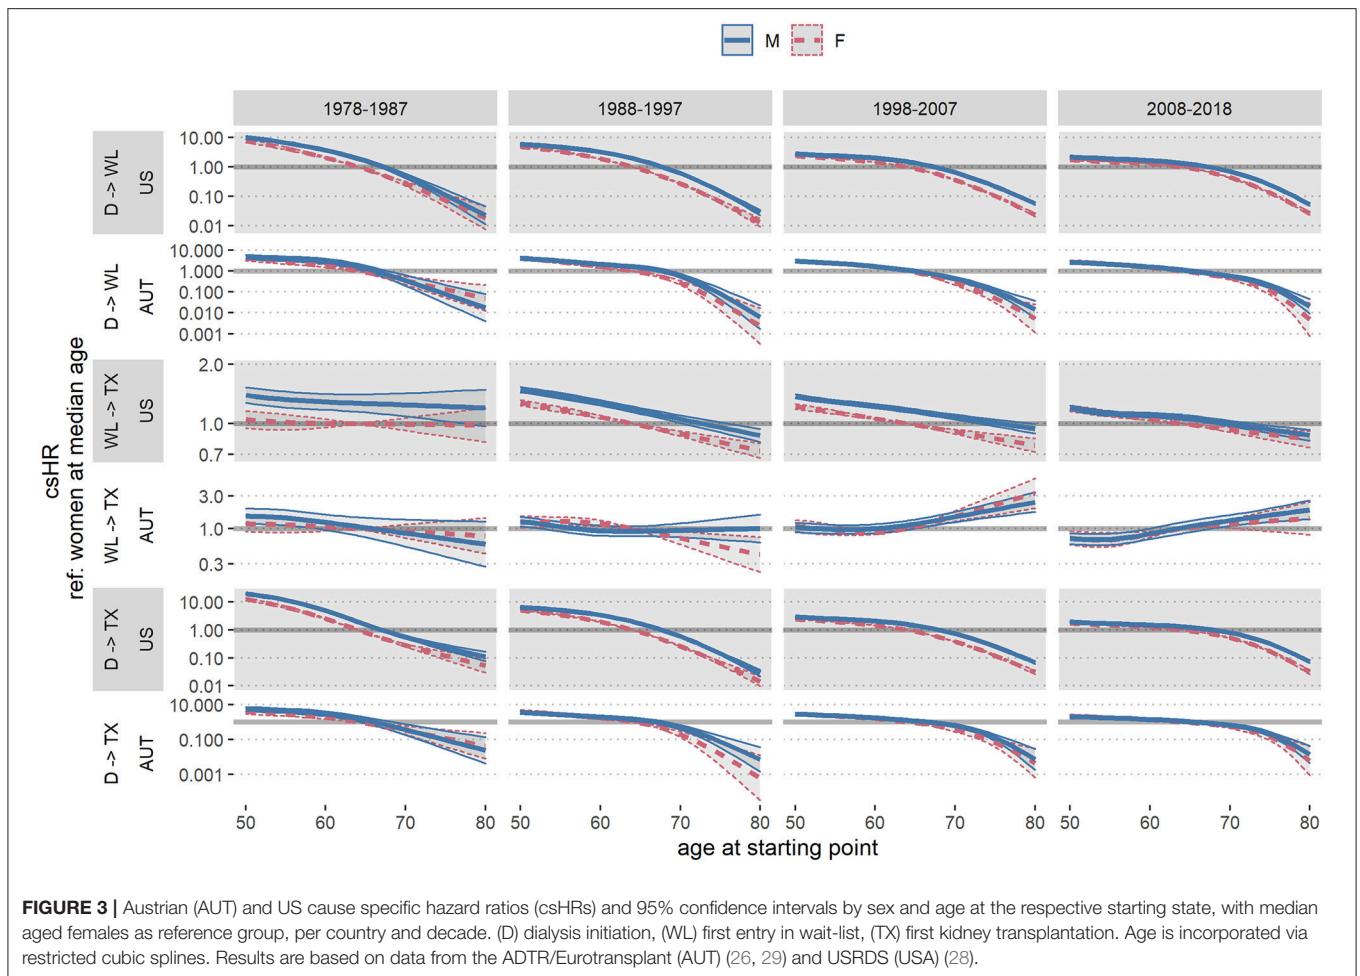 M F
1978-1987 1988-1997 1998-2007 2008-2018
csHR
ref: women at median age
D -> WL
US
10.00
1.00
0.10
0.01
D -> WL
AUT
10.000
1.000
0.100
0.010
0.001
WL -> TX
US
2.0
1.0
0.7
WL -> TX
AUT
3.0
1.0
0.3
D -> TX
US
10.00
1.00
0.10
0.01
D -> TX
AUT
10.000
0.100
0.001
50 60 70 80 50 60 70 80 50 60 70 80 50 60 70 80
age at starting point
FIGURE 3 | Austrian (AUT) and US cause specific hazard ratios (csHRs) and 95% confidence intervals by sex and age at the respective starting state, with median
aged females as reference group, per country and decade. (D) dialysis initiation, (WL) first entry in wait-list, (TX) first kidney transplantation. Age is incorporated via
restricted cubic splines. Results are based on data from the ADTR/Eurotransplant (AUT) (26, 29) and USRDS (USA) (28).